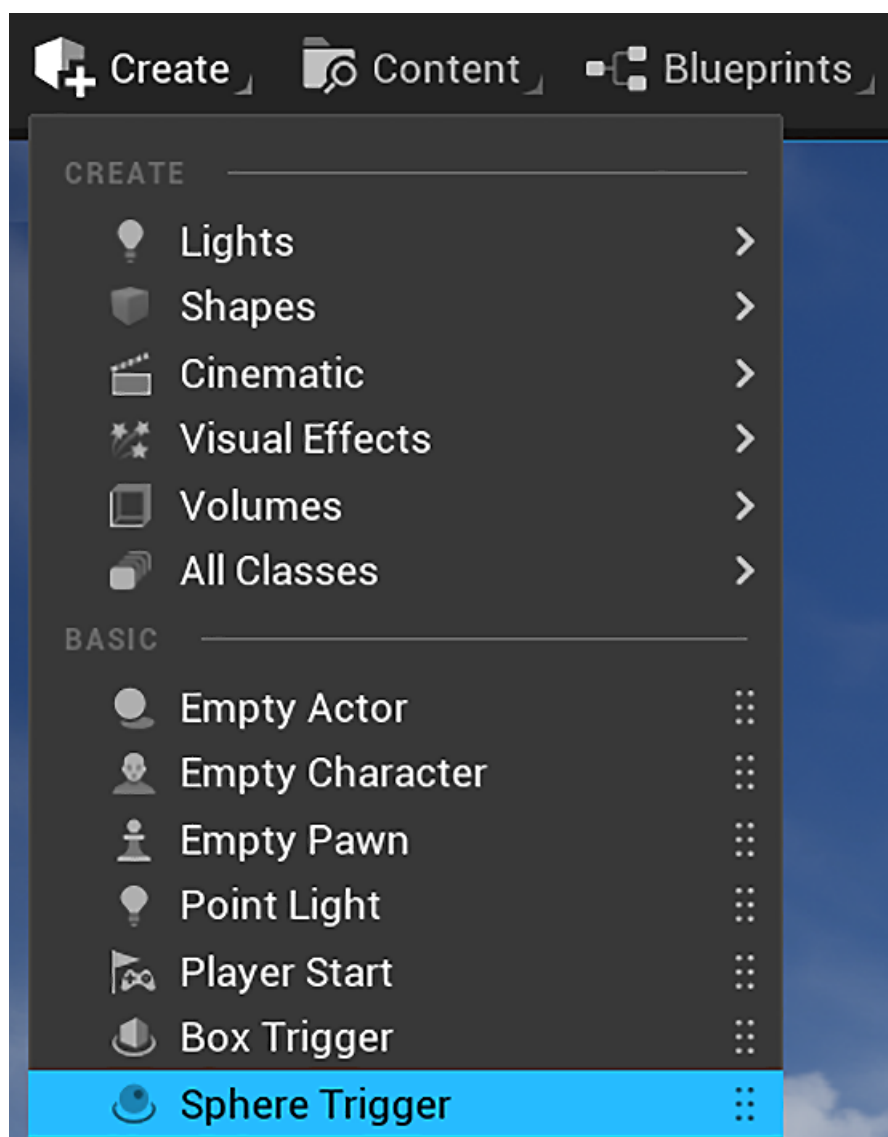 Create Content Blueprints
CREATE
Lights
Shapes
Cinematic
Visual Effects
Volumes
All Classes
BASIC
Empty Actor
Empty Character
Empty Pawn
Point Light
Player Start
Box Trigger
Sphere Trigger